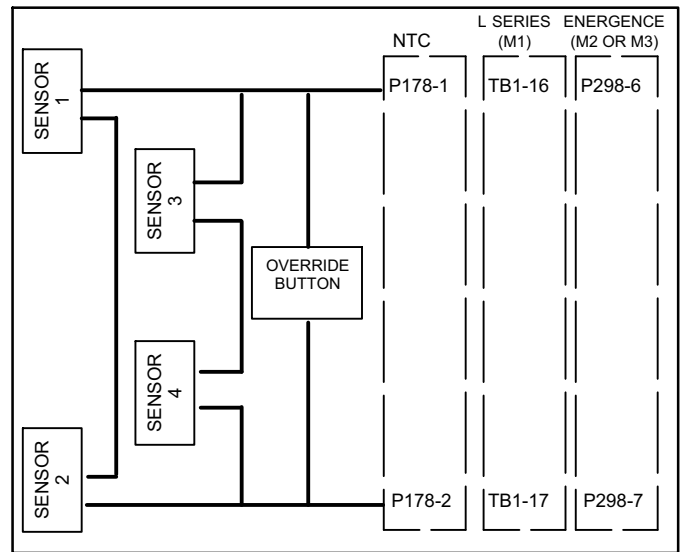 L SERIES ENERGENCE
NTC (M1) (M2 OR M3)
SENSOR
1
P178-1 TB1-16 P298-6
SENSOR
3
OVERRIDE
BUTTON
SENSOR
4
SENSOR
2
P178-2 TB1-17 P298-7